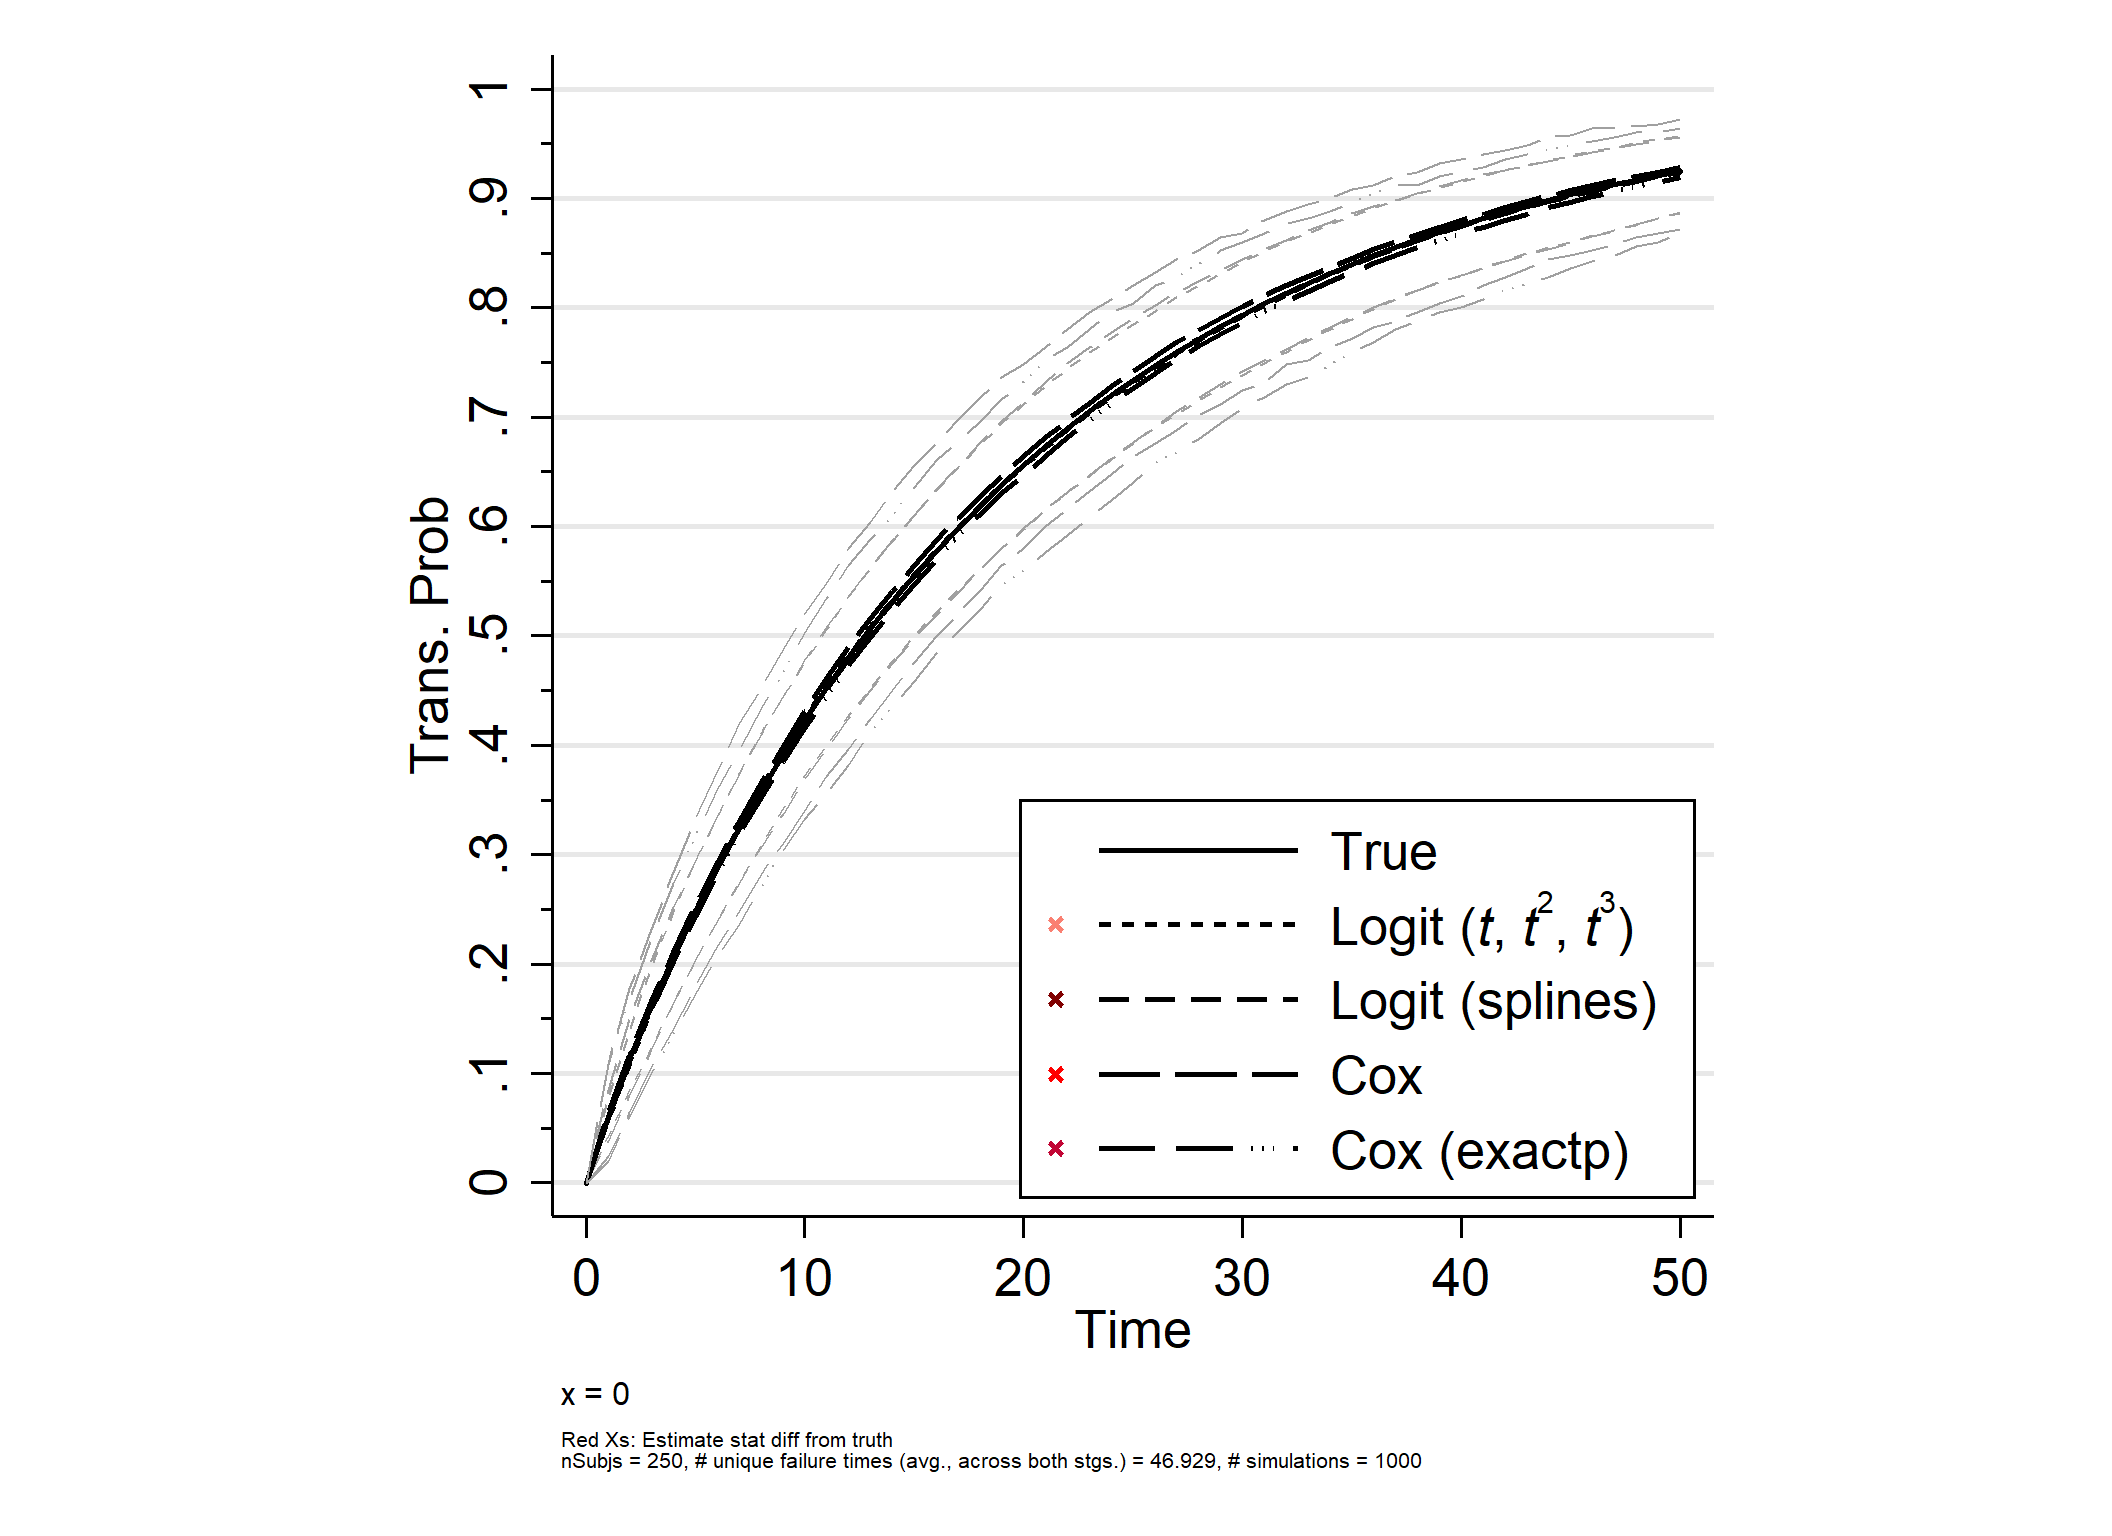 Trans. Prob
1
.9
.8
.7
.6
.5
.4
.3
.2
.1
0
True
Logit (t, t², t³)
Logit (splines)
Cox
Cox (exactp)
0 10 20 30 40 50
Time
x = 0
Red Xs: Estimate stat diff from truth
nSubjs = 250, # unique failure times (avg., across both stgs.) = 46.929, # simulations = 1000